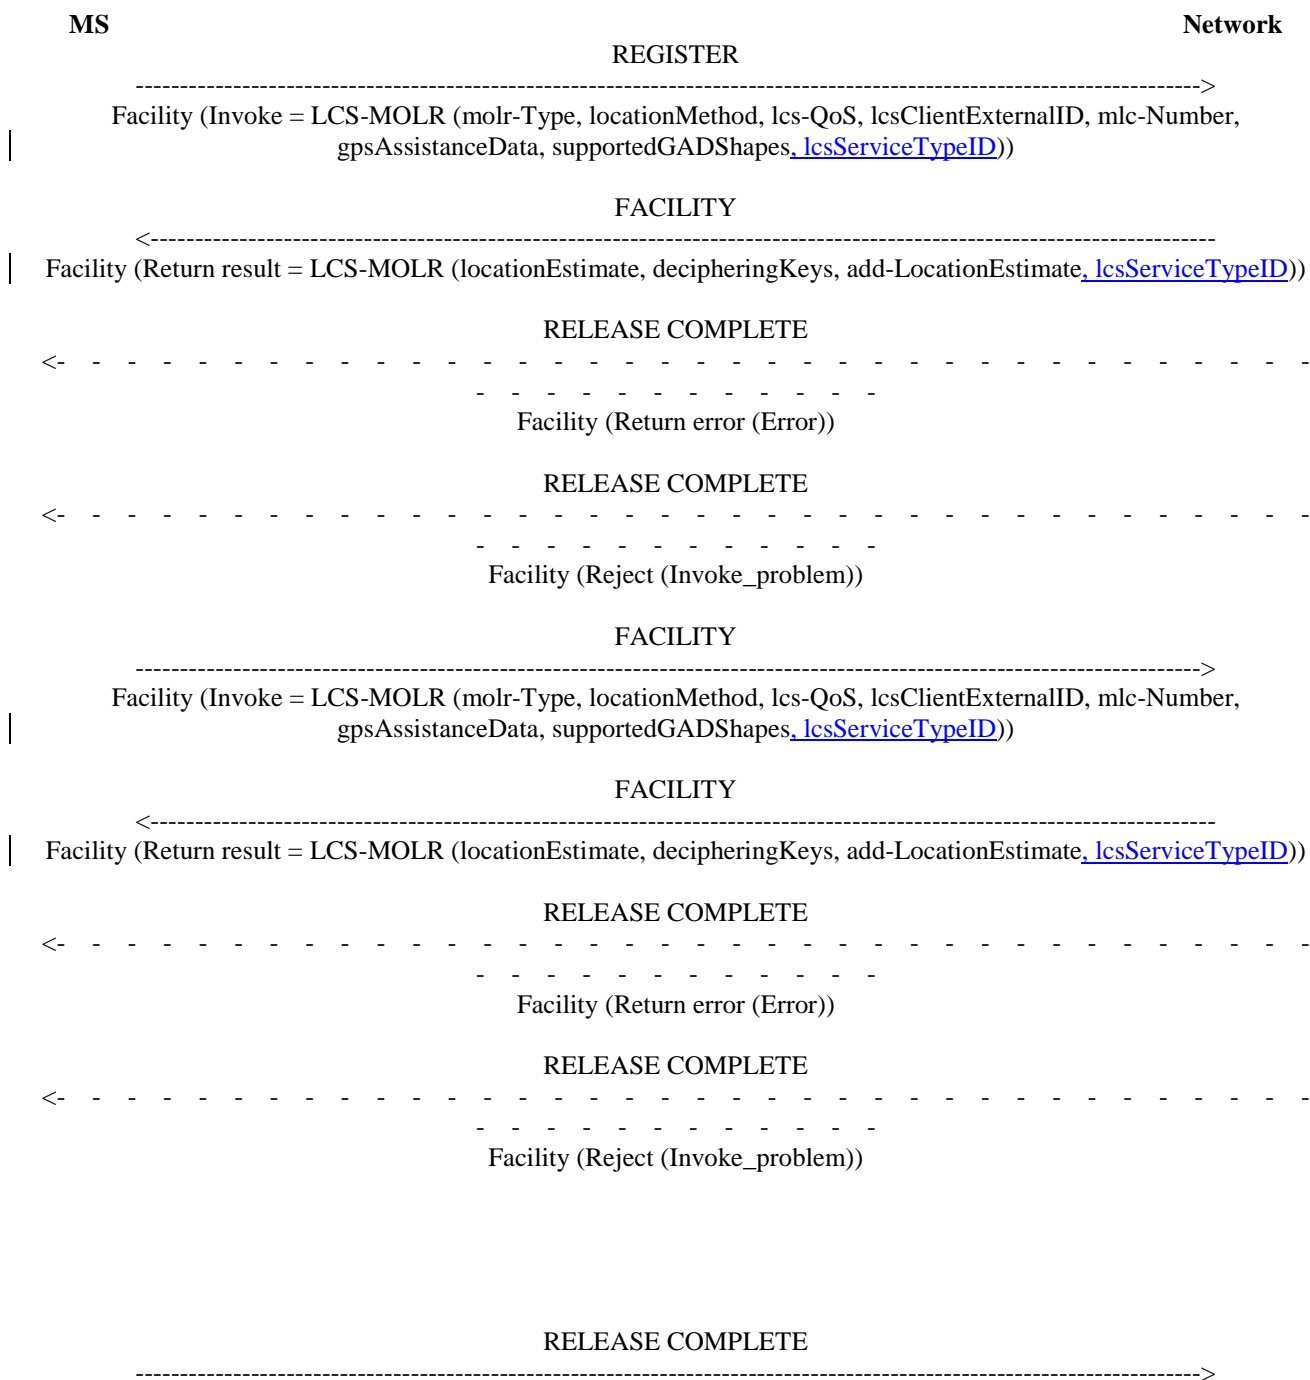 MS Network
REGISTER
------------------------------------------------------------------------------------------------------------------------>
Facility (Invoke = LCS-MOLR (molr-Type, locationMethod, lcs-QoS, lcsClientExternalID, mlc-Number,
gpsAssistanceData, supportedGADShapes, lcsServiceTypeID))
FACILITY
<------------------------------------------------------------------------------------------------------------------------
Facility (Return result = LCS-MOLR (locationEstimate, decipheringKeys, add-LocationEstimate, lcsServiceTypeID))
RELEASE COMPLETE
<- - - - - - - - - - - - - - - - - - - - - - - - - - - - - - - - - - - -
- - - - - - - - - - - -
Facility (Return error (Error))
RELEASE COMPLETE
<- - - - - - - - - - - - - - - - - - - - - - - - - - - - - - - - - - - -
- - - - - - - - - - - -
Facility (Reject (Invoke_problem))
FACILITY
------------------------------------------------------------------------------------------------------------------------>
Facility (Invoke = LCS-MOLR (molr-Type, locationMethod, lcs-QoS, lcsClientExternalID, mlc-Number,
gpsAssistanceData, supportedGADShapes, lcsServiceTypeID))
FACILITY
<------------------------------------------------------------------------------------------------------------------------
Facility (Return result = LCS-MOLR (locationEstimate, decipheringKeys, add-LocationEstimate, lcsServiceTypeID))
RELEASE COMPLETE
<- - - - - - - - - - - - - - - - - - - - - - - - - - - - - - - - - - - -
- - - - - - - - - - - -
Facility (Return error (Error))
RELEASE COMPLETE
<- - - - - - - - - - - - - - - - - - - - - - - - - - - - - - - - - - - -
- - - - - - - - - - - -
Facility (Reject (Invoke_problem))
RELEASE COMPLETE
------------------------------------------------------------------------------------------------------------------------>